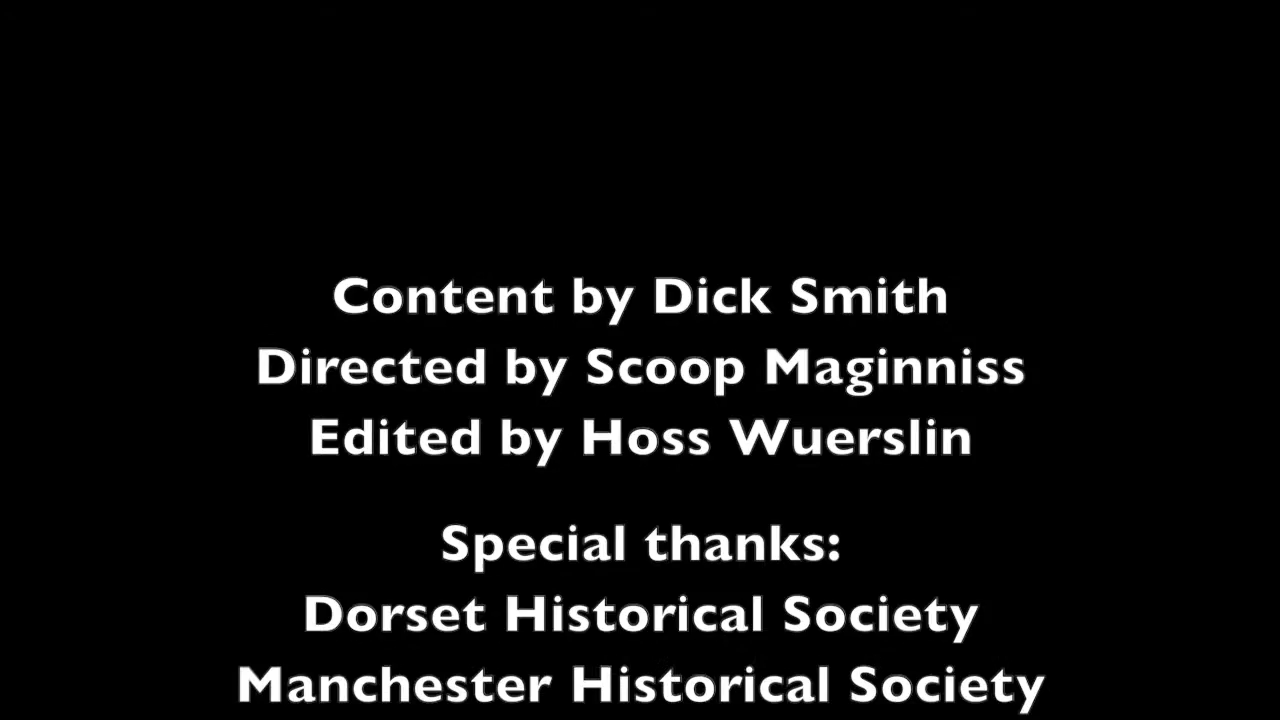 Content by Dick Smith
Directed by Scoop Maginniss
Edited by Hoss Wuerslin
Special thanks:
Dorset Historical Society
Manchester Historical Society